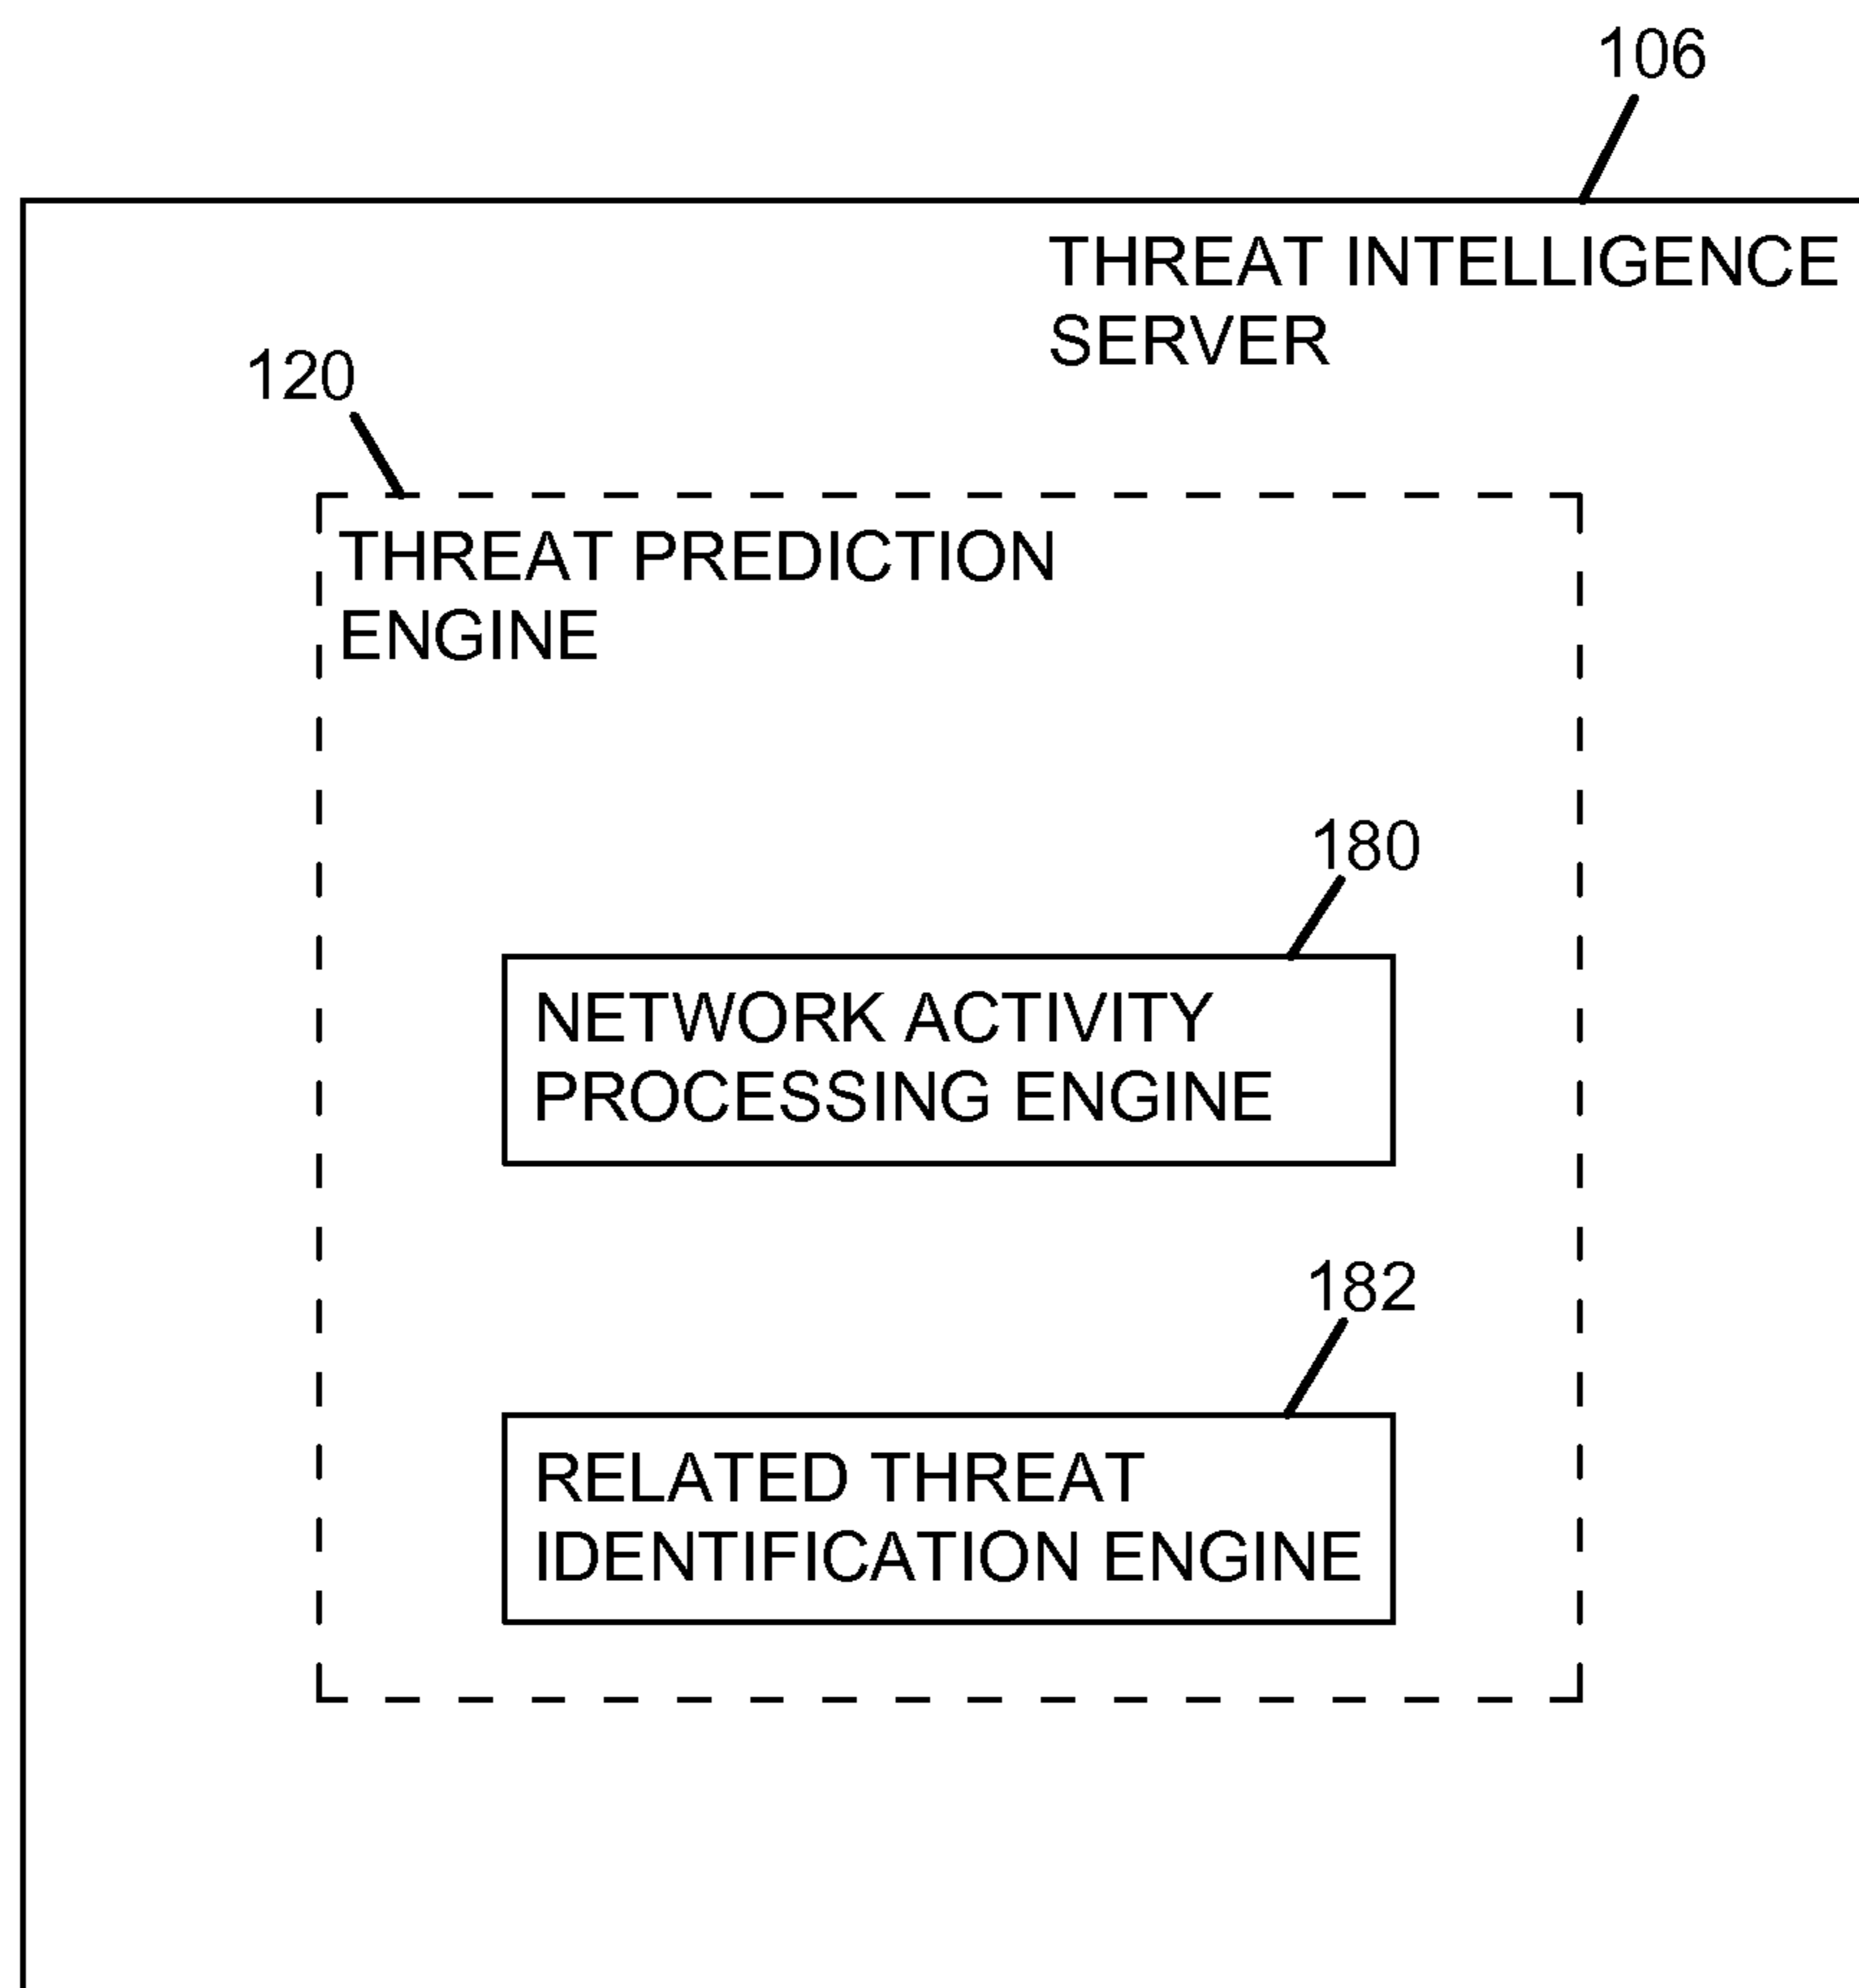 106
THREAT INTELLIGENCE
SERVER
120
THREAT PREDICTION
ENGINE
180
NETWORK ACTIVITY
PROCESSING ENGINE
182
RELATED THREAT
IDENTIFICATION ENGINE